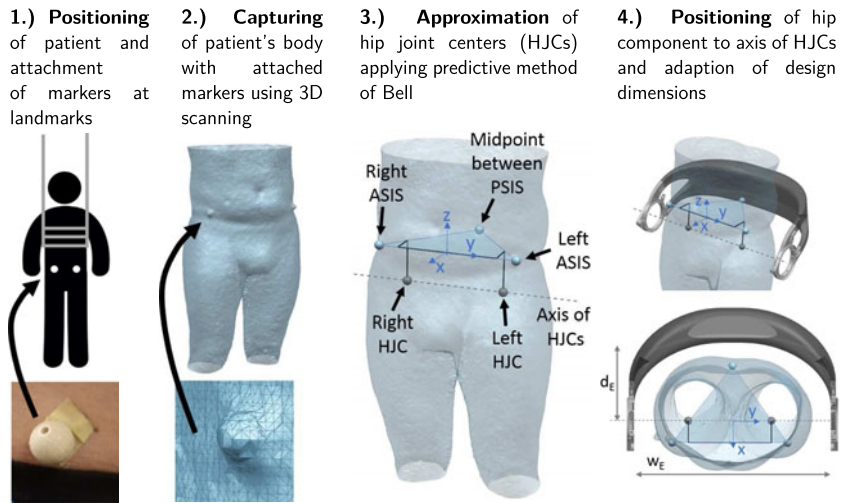 1.) Positioning
of patient and
attachment
of markers at
landmarks
2.) Capturing
of patient's body
with attached
markers using 3D
scanning
3.) Approximation of
hip joint centers (HJCs)
applying predictive method
of Bell
4.) Positioning of hip
component to axis of HJCs
and adaption of design
dimensions
Right
ASIS
Midpoint
between
PSIS
z
y
x
Left
ASIS
Right
HJC
Left
HJC
Axis of
HJCs
z
y
x
d_E
y
x
w_E